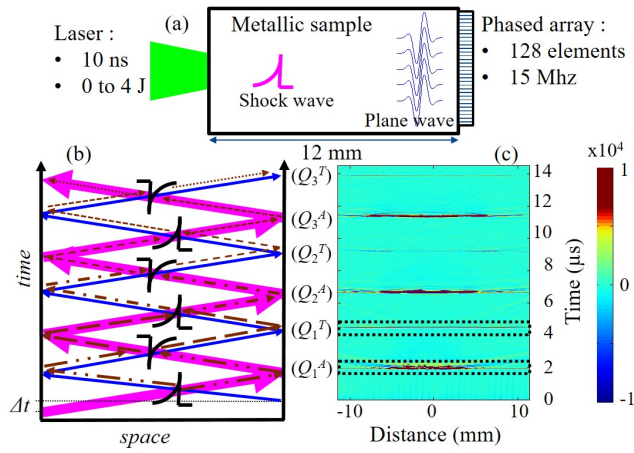 (a)
Laser :
• 10 ns
• 0 to 4 J
Metallic sample
Shock wave
Plane wave
Phased array :
• 128 elements
• 15 Mhz
12 mm
(b)
time
Δt
space
(Q₃ᵀ)
(Q₃ᴬ)
(Q₂ᵀ)
(Q₂ᴬ)
(Q₁ᵀ)
(Q₁ᴬ)
(c)
14
12
10
8
6
4
2
0
Time (μs)
-10
0
10
Distance (mm)
x10⁴
1
0
-1